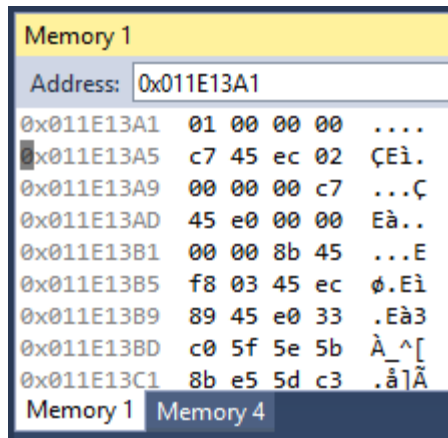 Memory 1
Address: 0x011E13A1
0x011E13A1 01 00 00 00 ....
0x011E13A5 c7 45 ec 02 ÇEì.
0x011E13A9 00 00 00 c7 ...Ç
0x011E13AD 45 e0 00 00 Eà..
0x011E13B1 00 00 8b 45 ...E
0x011E13B5 f8 03 45 ec ø.Eì
0x011E13B9 89 45 e0 33 .Eà3
0x011E13BD c0 5f 5e 5b À_^[
0x011E13C1 8b e5 5d c3 .å]Ã
Memory 1 Memory 4